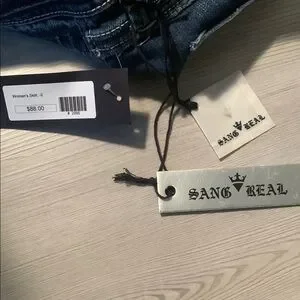 Women's Skirt - 0
$88.00
SANG REAL
SANG REAL